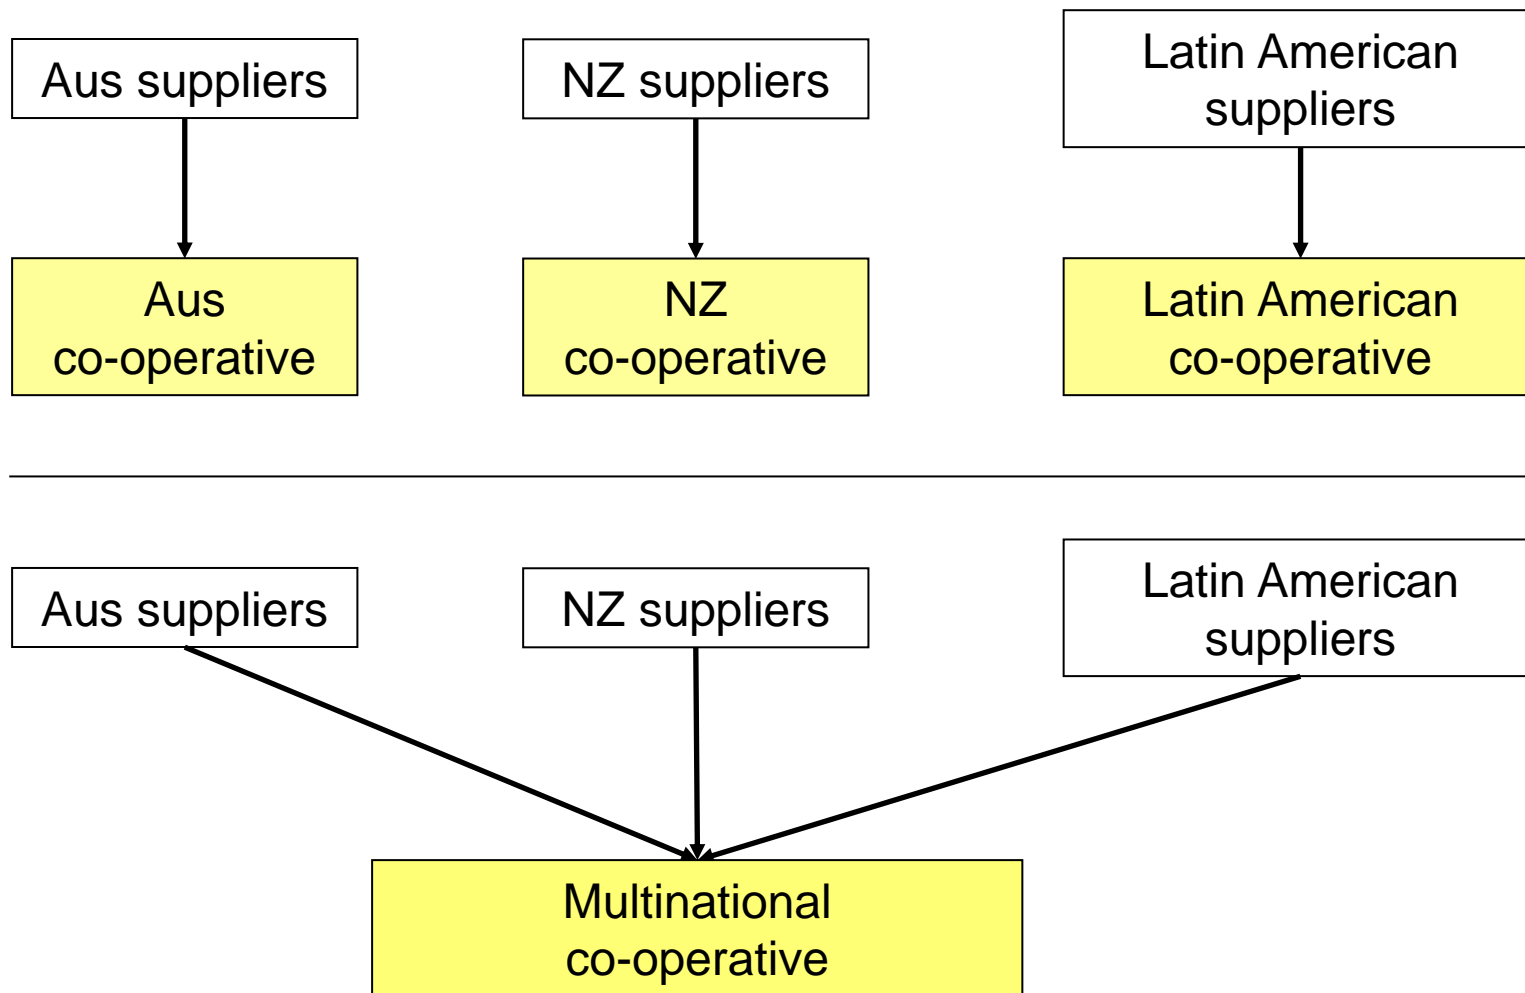 Aus suppliers
NZ suppliers
Latin American
suppliers
Aus
co-operative
NZ
co-operative
Latin American
co-operative
Aus suppliers
NZ suppliers
Latin American
suppliers
Multinational
co-operative